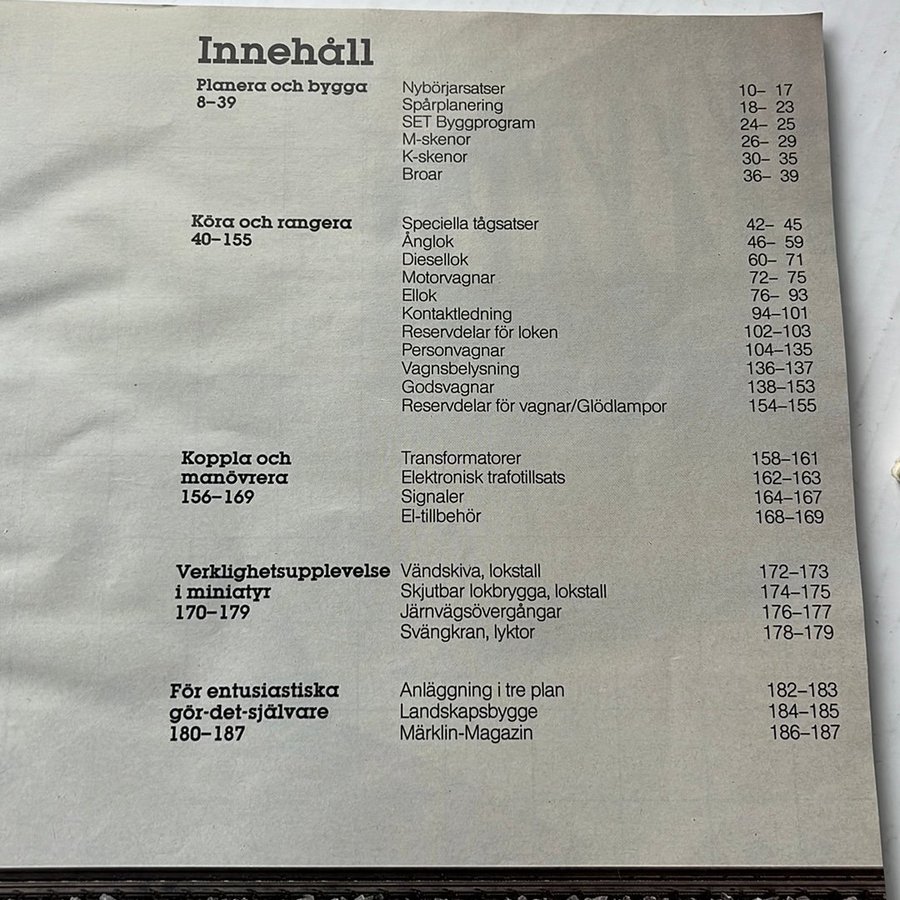 Innehåll
Planera och bygga
8–39
Nybörjarsatser 10– 17
Spårplanering 18– 23
SET Byggprogram 24– 25
M-skenor 26– 29
K-skenor 30– 35
Broar 36– 39
Köra och rangera
40–155
Speciella tågsatser 42– 45
Ånglok 46– 59
Diesellok 60– 71
Motorvagnar 72– 75
Ellok 76– 93
Kontaktledning 94–101
Reservdelar för loken 102–103
Personvagnar 104–135
Vagnsbelysning 136–137
Godsvagnar 138–153
Reservdelar för vagnar/Glödlampor 154–155
Koppla och
manövrera
156–169
Transformatorer 158–161
Elektronisk trafotillsats 162–163
Signaler 164–167
El-tillbehör 168–169
Verklighetsupplevelse
i miniatyr
170–179
Vändskiva, lokstall 172–173
Skjutbar lokbrygga, lokstall 174–175
Järnvägsövergångar 176–177
Svängkran, lyktor 178–179
För entusiastiska
gör-det-självare
180–187
Anläggning i tre plan 182–183
Landskapsbygge 184–185
Märklin-Magazin 186–187